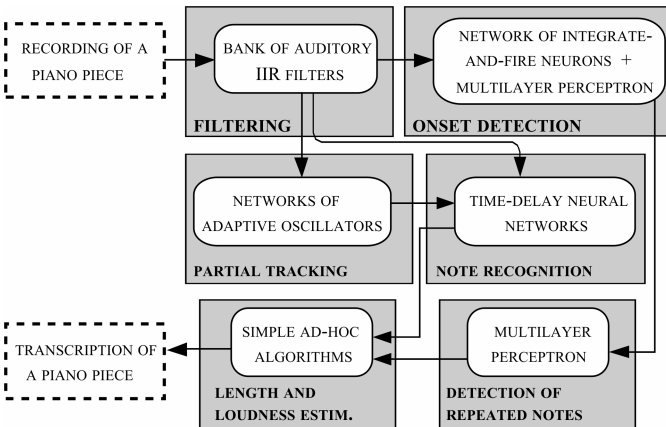 RECORDING OF A
PIANO PIECE
BANK OF AUDITORY
IIR FILTERS
FILTERING
NETWORK OF INTEGRATE-
AND-FIRE NEURONS +
MULTILAYER PERCEPTRON
ONSET DETECTION
NETWORKS OF
ADAPTIVE OSCILLATORS
PARTIAL TRACKING
TIME-DELAY NEURAL
NETWORKS
NOTE RECOGNITION
TRANSCRIPTION OF
A PIANO PIECE
SIMPLE AD-HOC
ALGORITHMS
LENGTH AND
LOUDNESS ESTIM.
MULTILAYER
PERCEPTRON
DETECTION OF
REPEATED NOTES